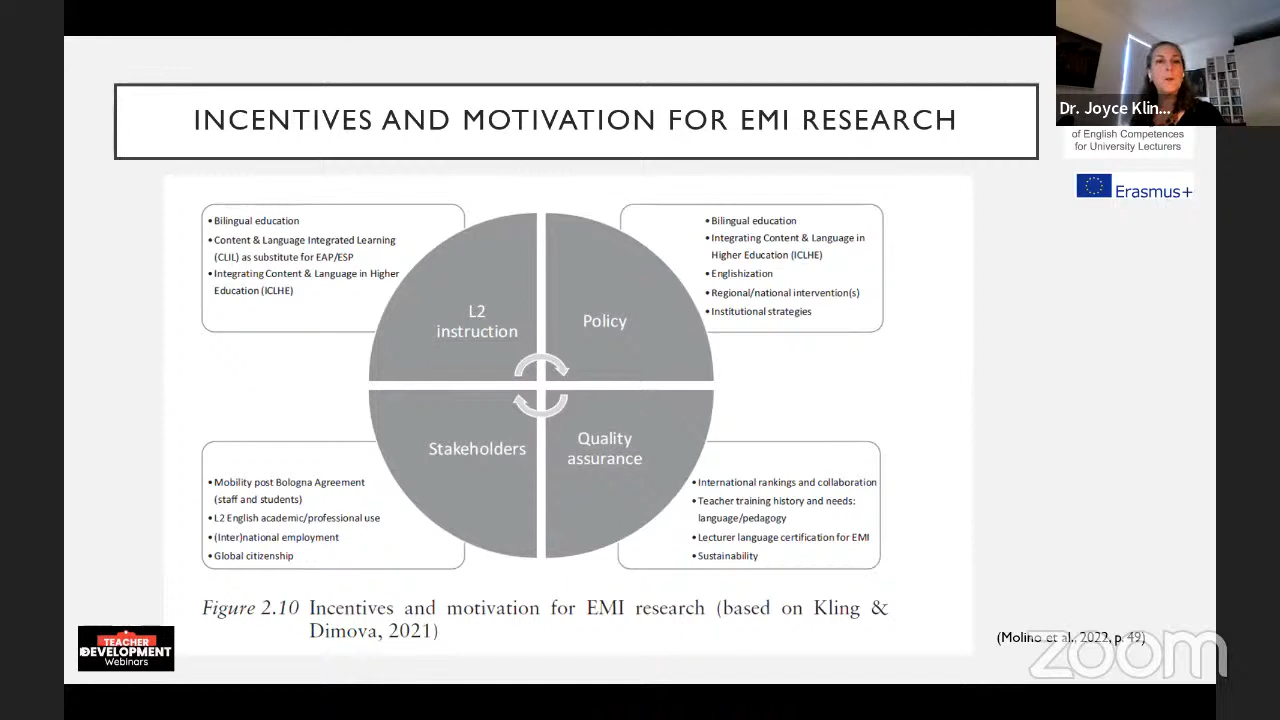 INCENTIVES AND MOTIVATION FOR EMI RESEARCH
Dr. Joyce Klin...
of English Competences
for University Lecturers
Erasmus+
• Bilingual education
• Content & Language Integrated Learning
(CLIL) as substitute for EAP/ESP
• Integrating Content & Language in Higher
Education (ICLHE)
L2
instruction
Policy
• Bilingual education
• Integrating Content & Language in
Higher Education (ICLHE)
• Englishization
• Regional/national intervention(s)
• Institutional strategies
Stakeholders
Quality
assurance
• Mobility post Bologna Agreement
(staff and students)
• L2 English academic/professional use
• (Inter)national employment
• Global citizenship
• International rankings and collaboration
• Teacher training history and needs:
language/pedagogy
• Lecturer language certification for EMI
• Sustainability
Figure 2.10 Incentives and motivation for EMI research (based on Kling &
Dimova, 2021)
(Molino et al., 2022, p. 49)
TEACHER
DEVELOPMENT
Webinars
zoom